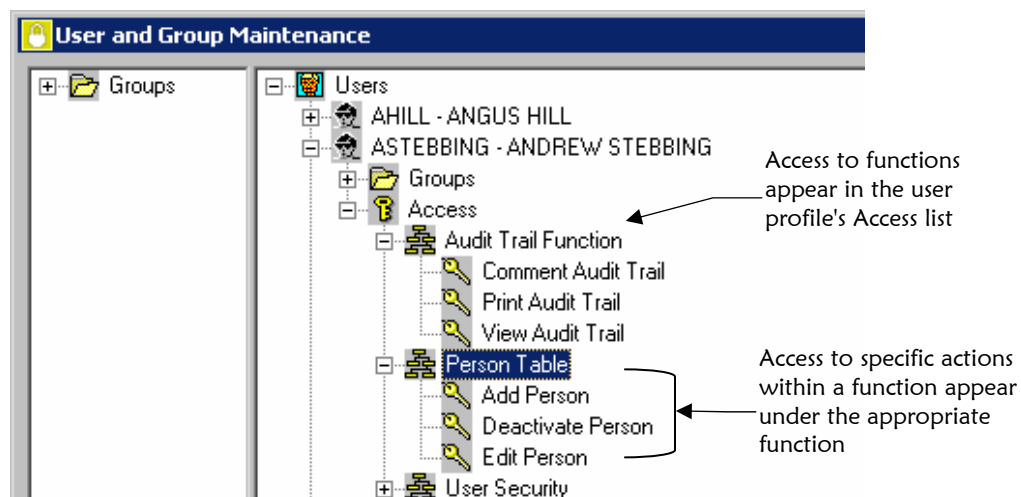 User and Group Maintenance
Groups
Users
AHILL - ANGUS HILL
ASTEBBING - ANDREW STEBBING
Groups
Access
Audit Trail Function
Comment Audit Trail
Print Audit Trail
View Audit Trail
Person Table
Add Person
Deactivate Person
Edit Person
User Security
Access to functions
appear in the user
profile's Access list
Access to specific actions
within a function appear
under the appropriate
function